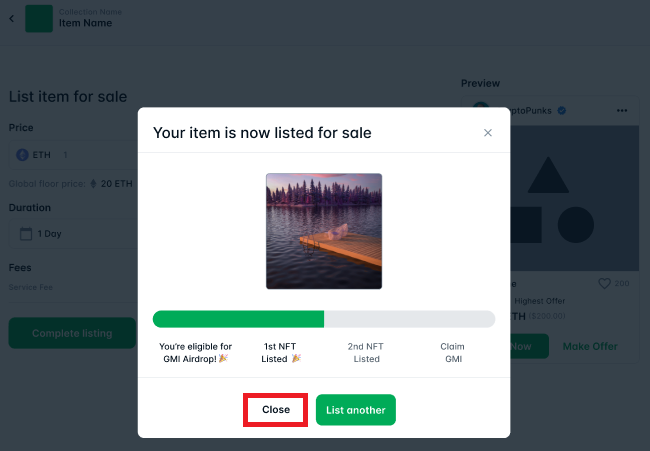 Collection Name
Item Name
List item for sale
Price
ETH 1
Global floor price: 20 ETH
Duration
1 Day
Fees
Service Fee
Complete listing
Your item is now listed for sale
You're eligible for
GMI Airdrop!🎉
1st NFT
Listed 🎉
2nd NFT
Listed
Claim
GMI
Close
List another
Preview
ptoPunks
200
Highest Offer
TH ($200.00)
Now
Make Offer